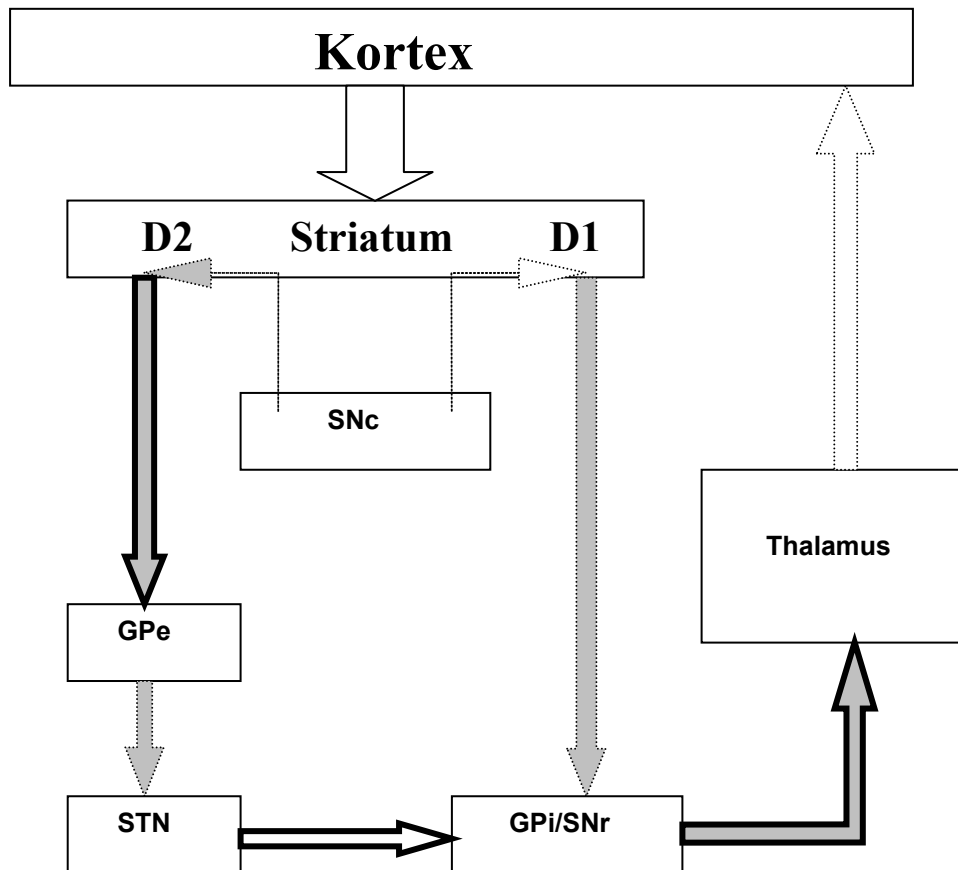 Kortex
D2 Striatum D1
SNc
Thalamus
GPe
STN
GPi/SNr